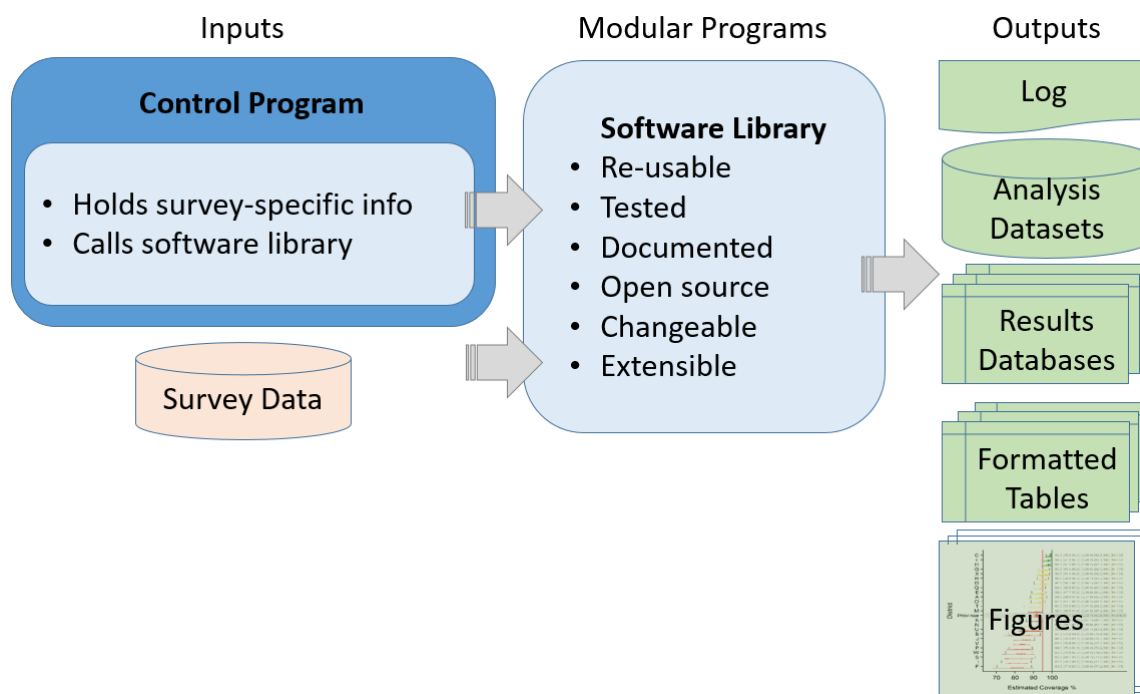 Inputs
Modular Programs
Outputs
Control Program
• Holds survey-specific info
• Calls software library
Survey Data
Software Library
• Re-usable
• Tested
• Documented
• Open source
• Changeable
• Extensible
Log
Analysis
Datasets
Results
Databases
Formatted
Tables
Figures
District
70 80 90 100
Estimated Coverage %